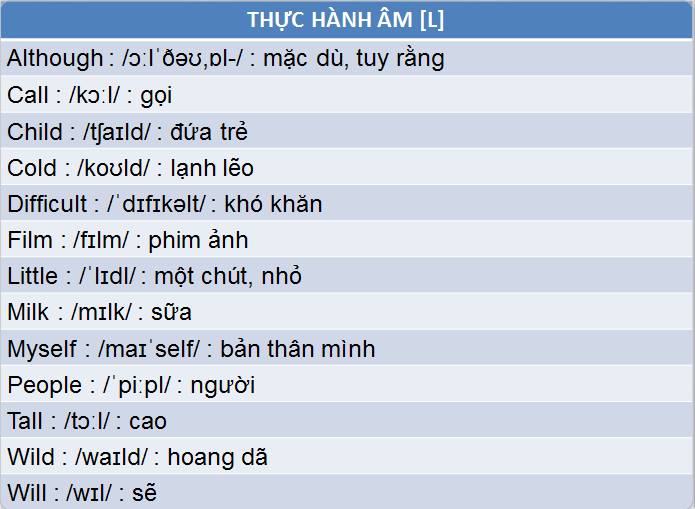 THỰC HÀNH ÂM [L]
Although : /ɔːlˈðəʊ,ɒl-/ : mặc dù, tuy rằng
Call : /kɔːl/ : gọi
Child : /tʃaɪld/ : đứa trẻ
Cold : /koʊld/ : lạnh lẽo
Difficult : /ˈdɪfɪkəlt/ : khó khăn
Film : /fɪlm/ : phim ảnh
Little : /ˈlɪdl/ : một chút, nhỏ
Milk : /mɪlk/ : sữa
Myself : /maɪˈself/ : bản thân mình
People : /ˈpiːpl/ : người
Tall : /tɔːl/ : cao
Wild : /waɪld/ : hoang dã
Will : /wɪl/ : sẽ